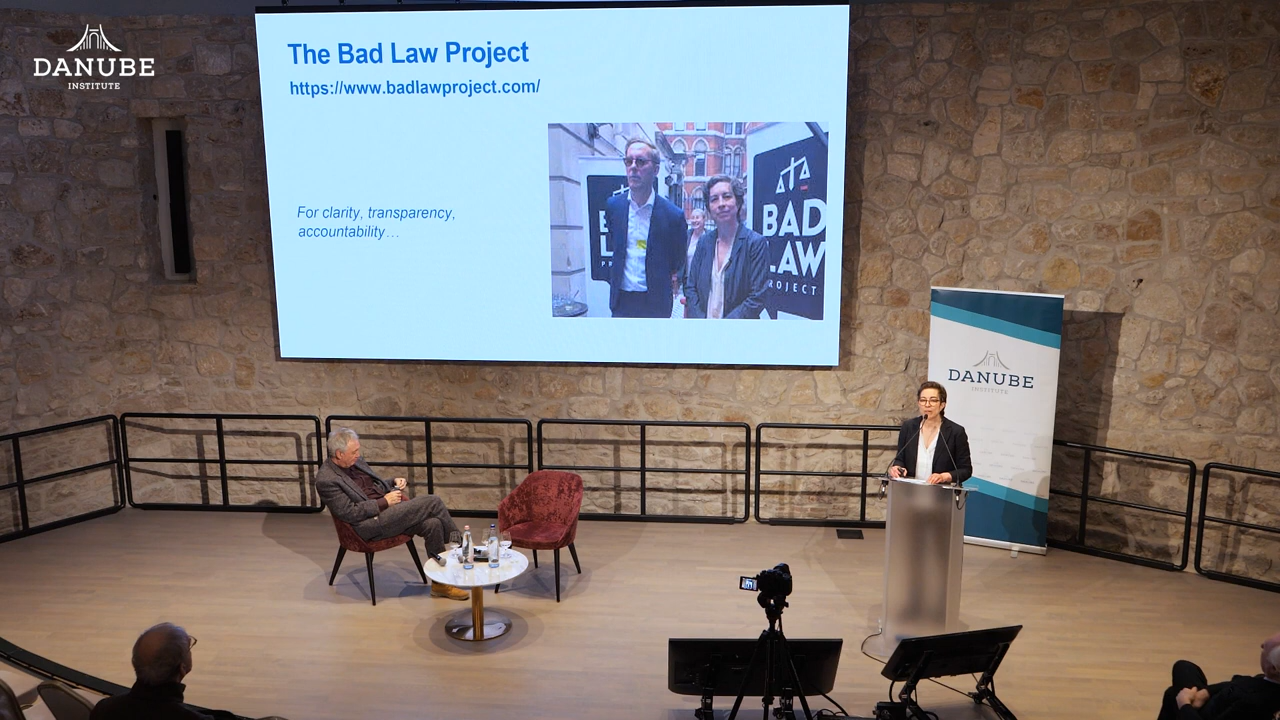 DANUBE
INSTITUTE
The Bad Law Project
https://www.badlawproject.com/
For clarity, transparency,
accountability…
BAD
LAW
PROJECT
DANUBE
INSTITUTE